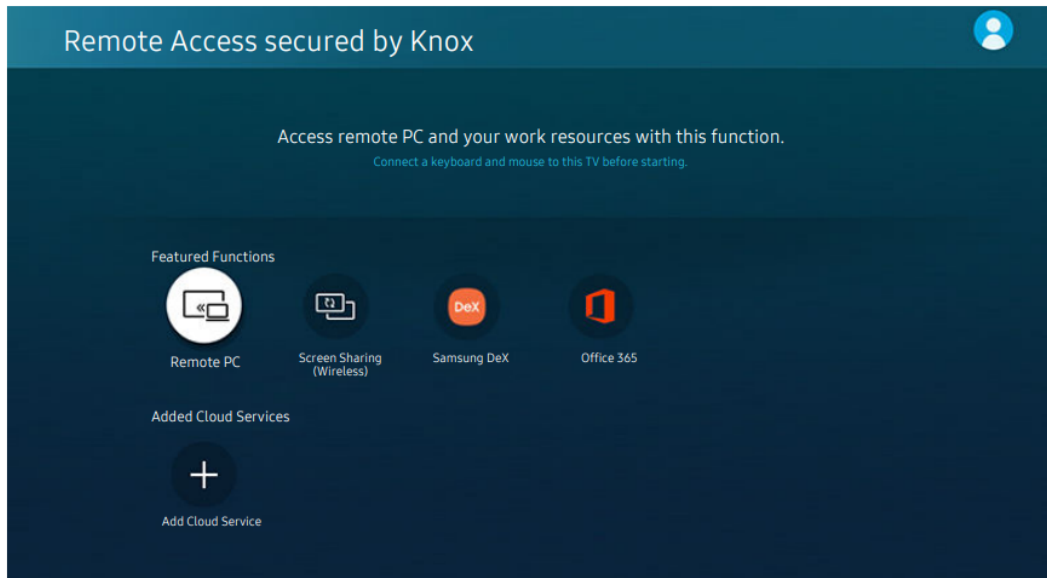 Remote Access secured by Knox
Access remote PC and your work resources with this function.
Connect a keyboard and mouse to this TV before starting.
Featured Functions
DeX
Remote PC
Screen Sharing
(Wireless)
Samsung DeX
Office 365
Added Cloud Services
Add Cloud Service